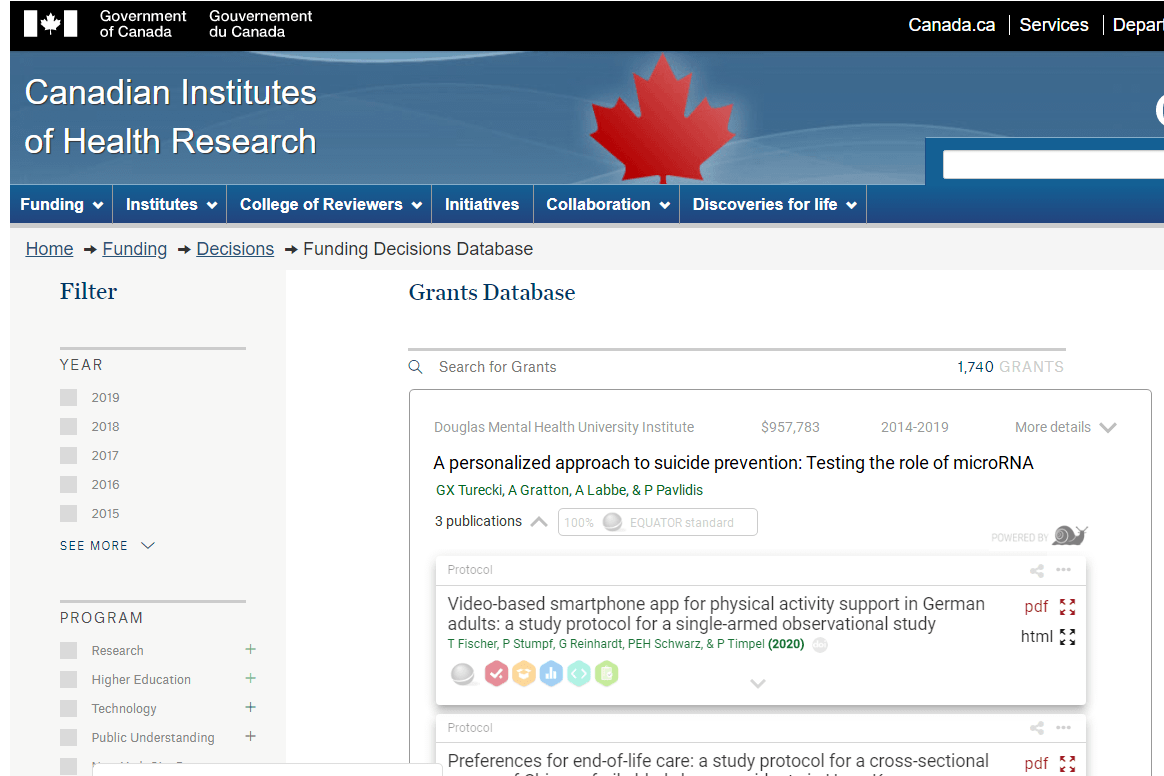 Government of Canada
Gouvernement du Canada
Canada.ca
Services
Depar
Canadian Institutes
of Health Research
Funding
Institutes
College of Reviewers
Initiatives
Collaboration
Discoveries for life
Home → Funding → Decisions → Funding Decisions Database
Filter
YEAR
2019
2018
2017
2016
2015
SEE MORE
PROGRAM
Research +
Higher Education +
Technology +
Public Understanding +
Grants Database
Search for Grants
1,740 GRANTS
Douglas Mental Health University Institute
$957,783
2014-2019
More details
A personalized approach to suicide prevention: Testing the role of microRNA
GX Turecki, A Gratton, A Labbe, & P Pavlidis
3 publications
100% EQUATOR standard
POWERED BY
Protocol
Video-based smartphone app for physical activity support in German
adults: a study protocol for a single-armed observational study
T Fischer, P Stumpf, G Reinhardt, PEH Schwarz, & P Timpel (2020)
pdf
html
Protocol
Preferences for end-of-life care: a study protocol for a cross-sectional
pdf